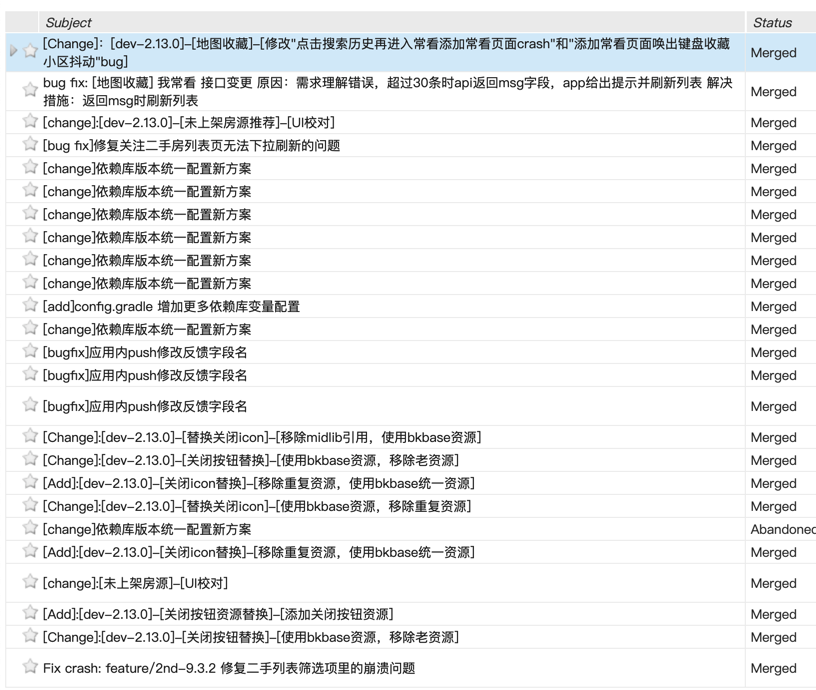 Subject Status
[Change]：[dev-2.13.0]-[地图收藏]-[修改"点击搜索历史再进入常看添加常看页面crash"和"添加常看页面唤出键盘收藏
小区抖动"bug] Merged
bug fix: [地图收藏] 我常看 接口变更 原因：需求理解错误，超过30条时api返回msg字段，app给出提示并刷新列表 解决
措施：返回msg时刷新列表 Merged
[change]:[dev-2.13.0]-[未上架房源推荐]-[UI校对] Merged
[bug fix]修复关注二手房列表页无法下拉刷新的问题 Merged
[change]依赖库版本统一配置新方案 Merged
[change]依赖库版本统一配置新方案 Merged
[change]依赖库版本统一配置新方案 Merged
[change]依赖库版本统一配置新方案 Merged
[change]依赖库版本统一配置新方案 Merged
[change]依赖库版本统一配置新方案 Merged
[add]config.gradle 增加更多依赖库变量配置 Merged
[change]依赖库版本统一配置新方案 Merged
[bugfix]应用内push修改反馈字段名 Merged
[bugfix]应用内push修改反馈字段名 Merged
[bugfix]应用内push修改反馈字段名 Merged
[Change]:[dev-2.13.0]-[替换关闭icon]-[移除midlib引用，使用bkbase资源] Merged
[Change]:[dev-2.13.0]-[关闭按钮替换]-[使用bkbase资源，移除老资源] Merged
[Add]:[dev-2.13.0]-[关闭icon替换]-[移除重复资源，使用bkbase统一资源] Merged
[Change]:[dev-2.13.0]-[替换关闭icon]-[使用bkbase资源，移除重复资源] Merged
[change]依赖库版本统一配置新方案 Abandoned
[Add]:[dev-2.13.0]-[关闭icon替换]-[移除重复资源，使用bkbase统一资源] Merged
[change]:[未上架房源]-[UI校对] Merged
[Add]:[dev-2.13.0]-[关闭按钮资源替换]-[添加关闭按钮资源] Merged
[Change]:[dev-2.13.0]-[关闭按钮替换]-[使用bkbase资源，移除老资源] Merged
Fix crash: feature/2nd-9.3.2 修复二手列表筛选项里的崩溃问题 Merged